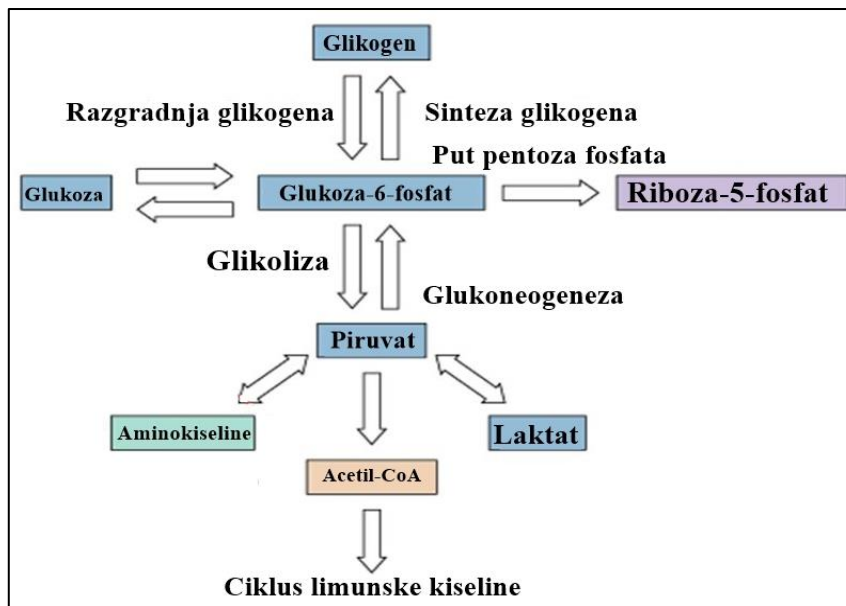 Glikogen
Razgradnja glikogena
Sinteza glikogena
Put pentoza fosfata
Glukoza
Glukoza-6-fosfat
Riboza-5-fosfat
Glikoliza
Glukoneogeneza
Piruvat
Aminokiseline
Laktat
Acetil-CoA
Ciklus limunske kiseline